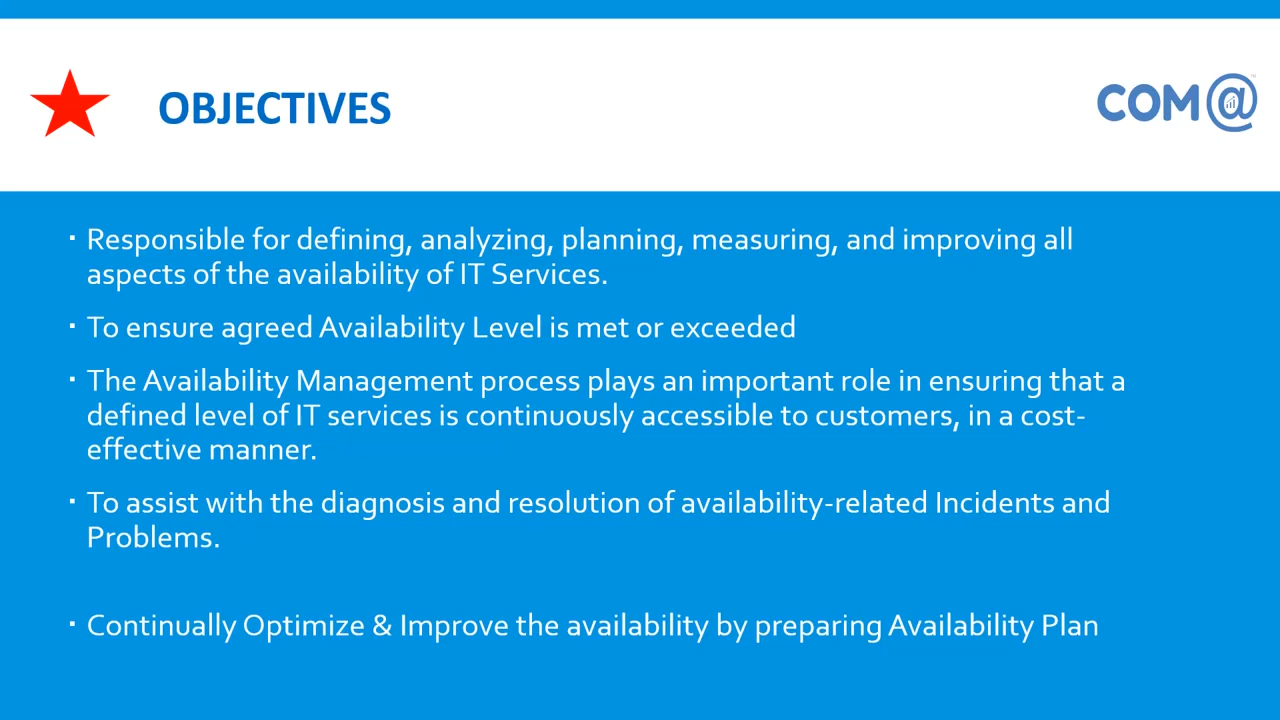 OBJECTIVES
COM@
▪ Responsible for defining, analyzing, planning, measuring, and improving all
aspects of the availability of IT Services.
▪ To ensure agreed Availability Level is met or exceeded
▪ The Availability Management process plays an important role in ensuring that a
defined level of IT services is continuously accessible to customers, in a cost-
effective manner.
▪ To assist with the diagnosis and resolution of availability-related Incidents and
Problems.
▪ Continually Optimize & Improve the availability by preparing Availability Plan